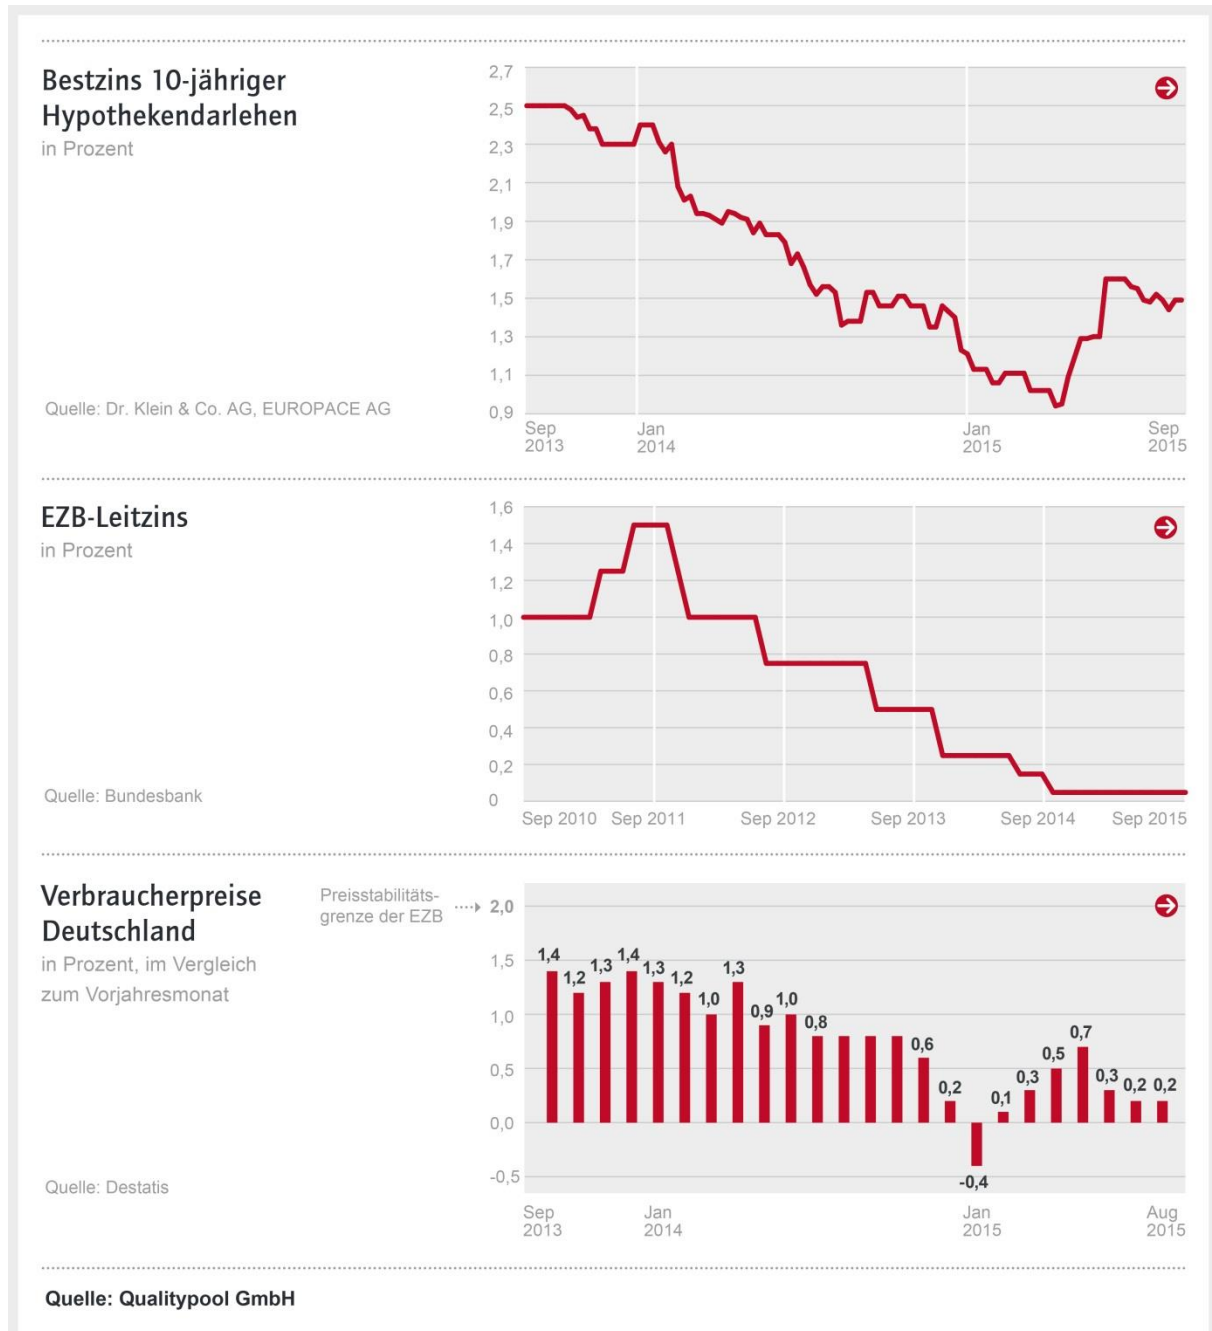 Bestzins 10-jähriger
Hypothekendarlehen
in Prozent
Quelle: Dr. Klein & Co. AG, EUROPACE AG
2,7
2,5
2,3
2,1
1,9
1,7
1,5
1,3
1,1
0,9
Sep 2013
Jan 2014
Jan 2015
Sep 2015
EZB-Leitzins
in Prozent
Quelle: Bundesbank
1,6
1,4
1,2
1,0
0,8
0,6
0,4
0,2
0
Sep 2010 Sep 2011 Sep 2012 Sep 2013 Sep 2014 Sep 2015
Verbraucherpreise
Deutschland
in Prozent, im Vergleich
zum Vorjahresmonat
Preisstabilitäts-
grenze der EZB
Quelle: Destatis
2,0
1,5
1,0
0,5
0,0
-0,5
1,4 1,2 1,3 1,4 1,3 1,2 1,0 1,3 0,9 1,0 0,8 0,6 0,2 -0,4 0,1 0,3 0,5 0,7 0,3 0,2 0,2
Sep 2013
Jan 2014
Jan 2015
Aug 2015
Quelle: Qualitypool GmbH